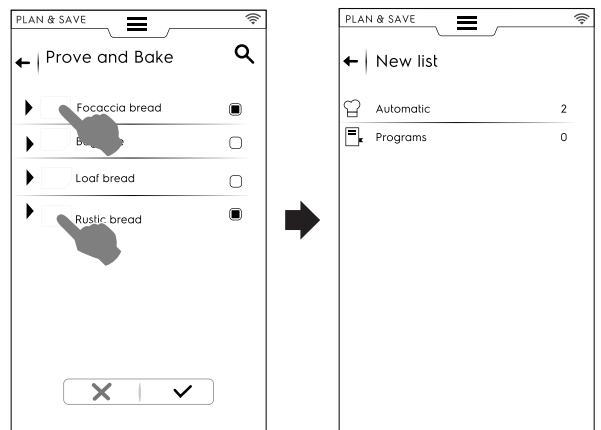 PLAN & SAVE
Prove and Bake
Focaccia bread
Loaf bread
Rustic bread
PLAN & SAVE
New list
Automatic 2
Programs 0